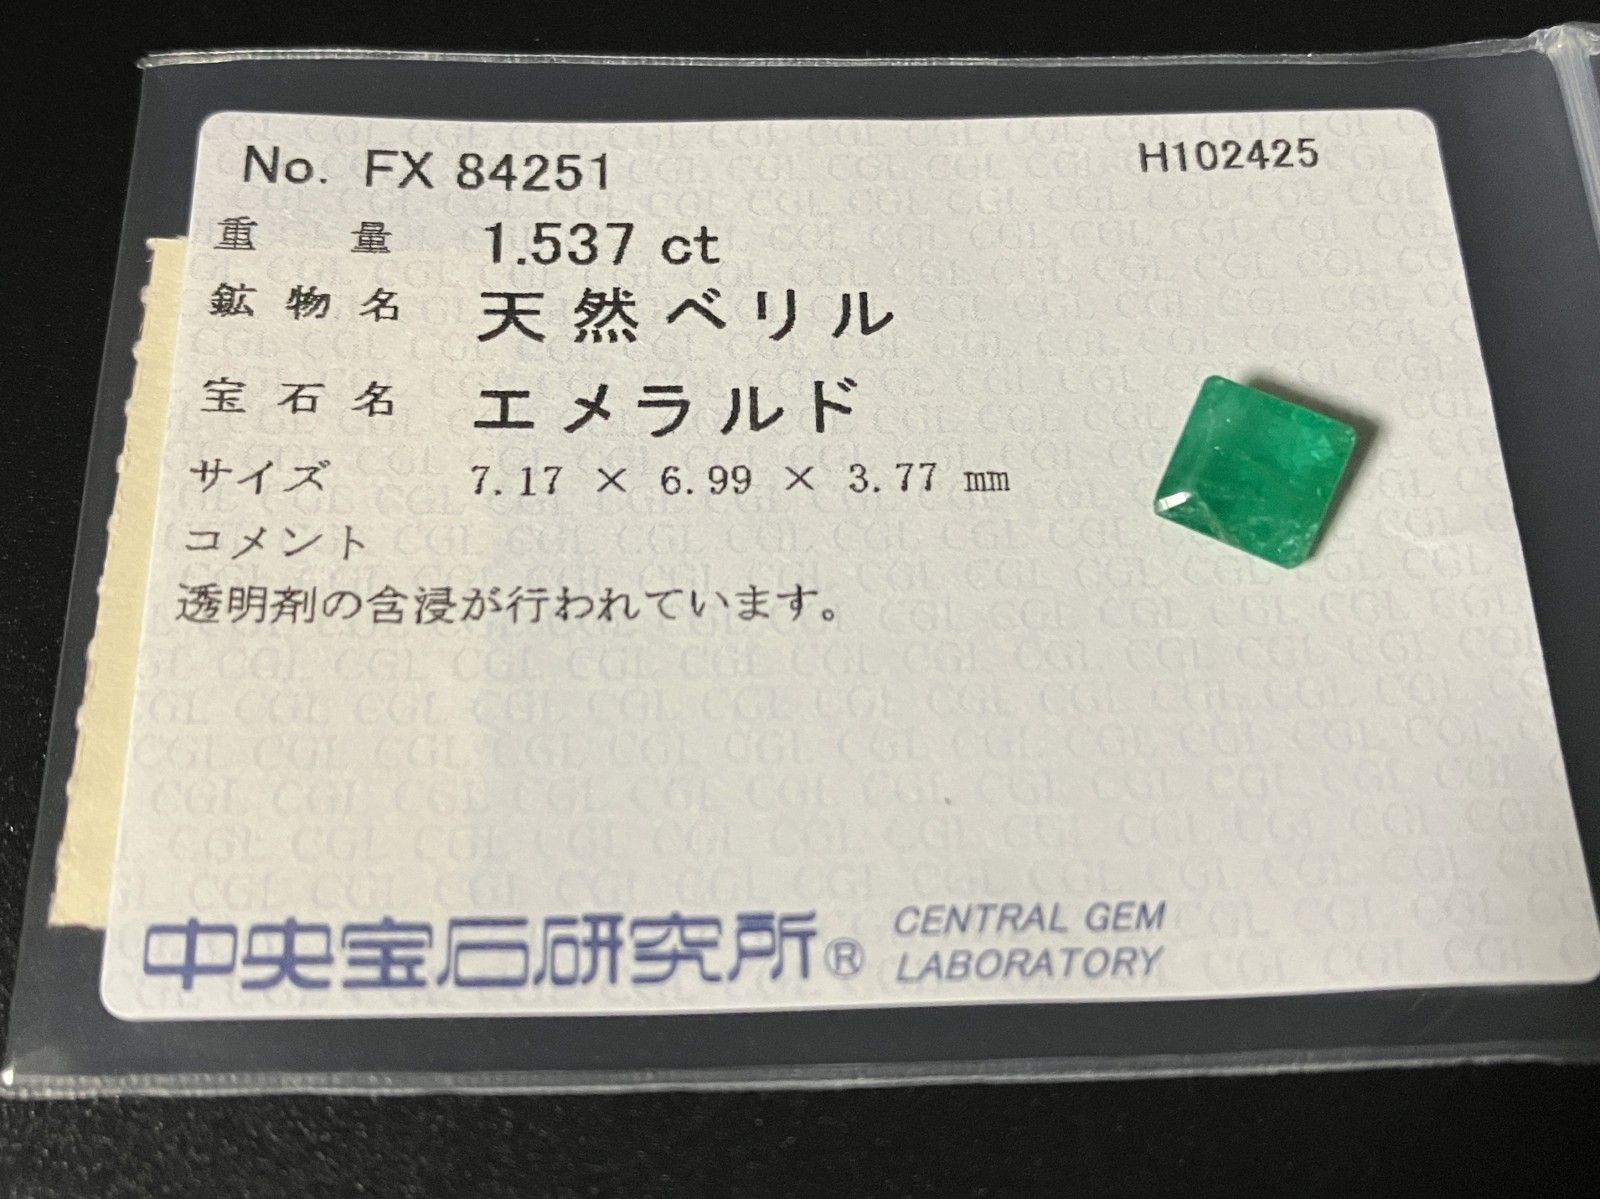 No. FX 84251
H102425
重量 1.537 ct
鉱物名 天然ベリル
宝石名 エメラルド
サイズ 7.17 × 6.99 × 3.77 mm
コメント
透明剤の含浸が行われています。
中央宝石研究所® CENTRAL GEM
LABORATORY